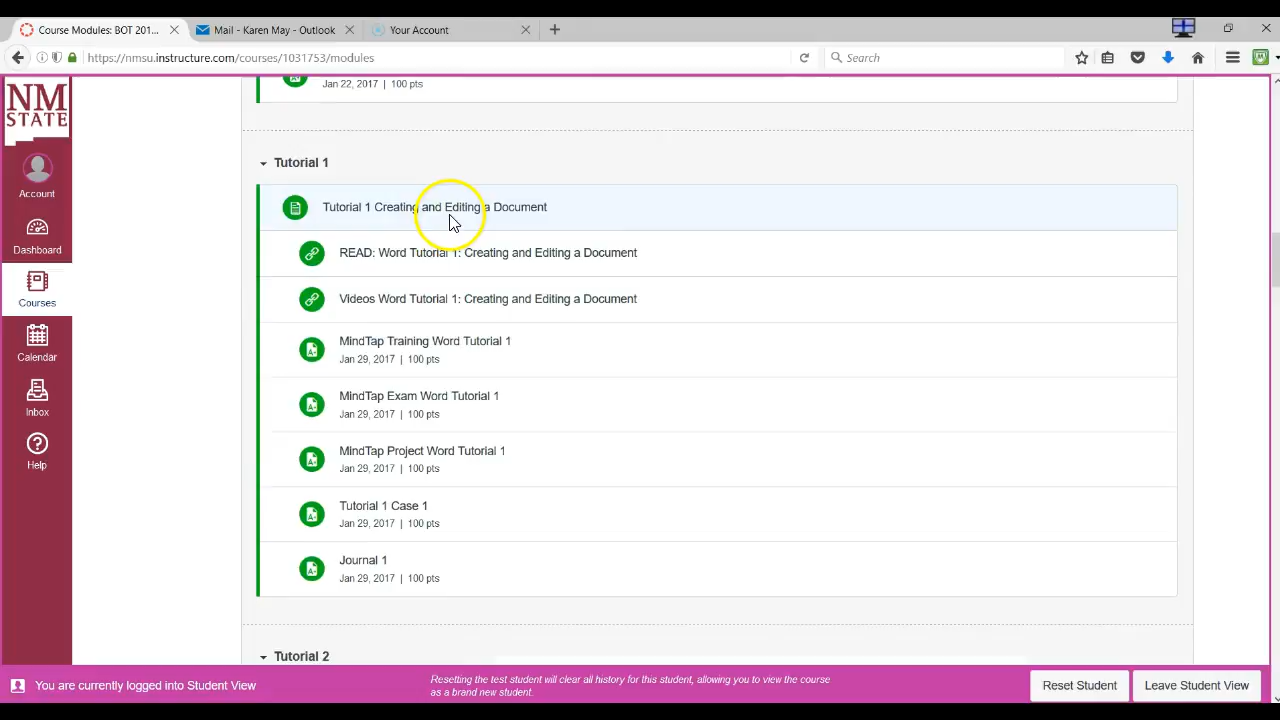 Course Modules: BOT 201...
Mail - Karen May - Outlook
Your Account
https://nmsu.instructure.com/courses/1031753/modules
Search
NM
STATE
Account
Dashboard
Courses
Calendar
Inbox
Help
Jan 22, 2017 | 100 pts
Tutorial 1
Tutorial 1 Creating and Editing a Document
READ: Word Tutorial 1: Creating and Editing a Document
Videos Word Tutorial 1: Creating and Editing a Document
MindTap Training Word Tutorial 1
Jan 29, 2017 | 100 pts
MindTap Exam Word Tutorial 1
Jan 29, 2017 | 100 pts
MindTap Project Word Tutorial 1
Jan 29, 2017 | 100 pts
Tutorial 1 Case 1
Jan 29, 2017 | 100 pts
Journal 1
Jan 29, 2017 | 100 pts
Tutorial 2
You are currently logged into Student View
Resetting the test student will clear all history for this student, allowing you to view the course
as a brand new student.
Reset Student
Leave Student View